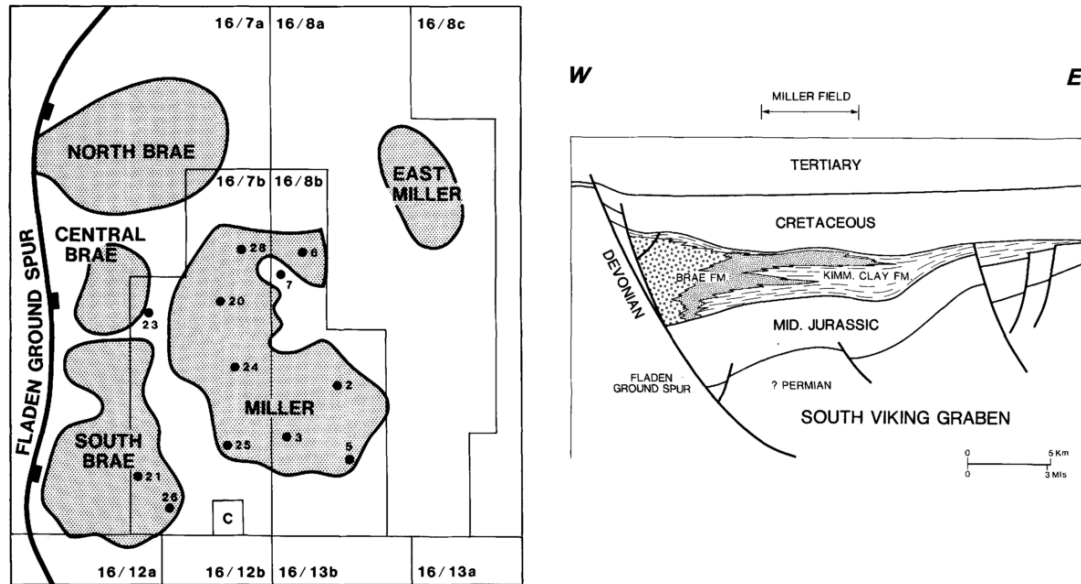 16/7a
16/8a
16/8c
NORTH BRAE
16/7b
16/8b
EAST
MILLER
CENTRAL
BRAE
28
6
7
20
23
24
2
MILLER
3
25
5
SOUTH
BRAE
21
26
C
FLADEN GROUND SPUR
16/12a
16/12b
16/13b
16/13a
W
E
MILLER FIELD
TERTIARY
CRETACEOUS
DEVONIAN
BRAE FM.
KIMM. CLAY FM.
MID. JURASSIC
FLADEN
GROUND SPUR
? PERMIAN
SOUTH VIKING GRABEN
0 5 Km
0 3 Mls